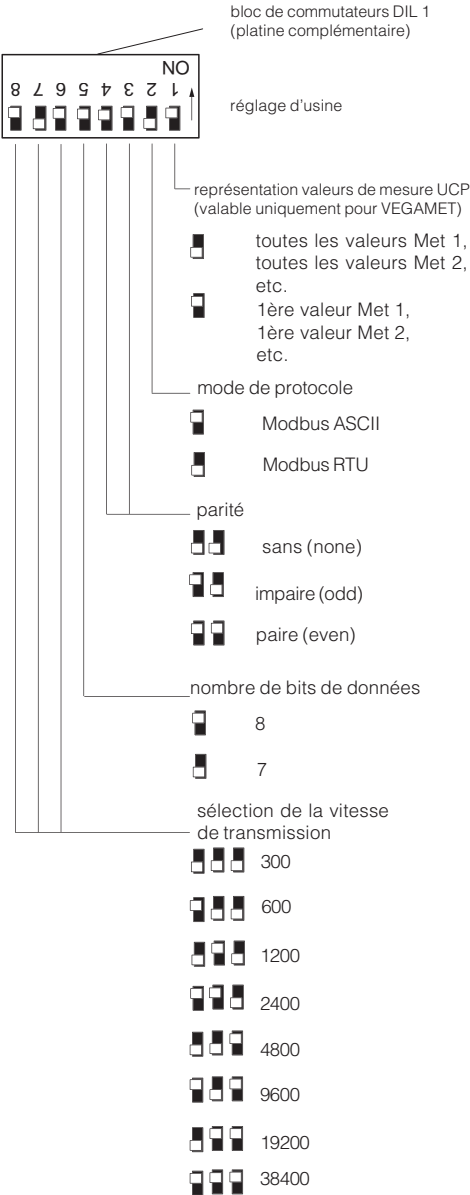 bloc de commutateurs DIL 1
(platine complémentaire)
ON
8 7 6 5 4 3 2 1
réglage d'usine
représentation valeurs de mesure UCP
(valable uniquement pour VEGAMET)
toutes les valeurs Met 1,
toutes les valeurs Met 2,
etc.
1ère valeur Met 1,
1ère valeur Met 2,
etc.
mode de protocole
Modbus ASCII
Modbus RTU
parité
sans (none)
impaire (odd)
paire (even)
nombre de bits de données
8
7
sélection de la vitesse
de transmission
300
600
1200
2400
4800
9600
19200
38400